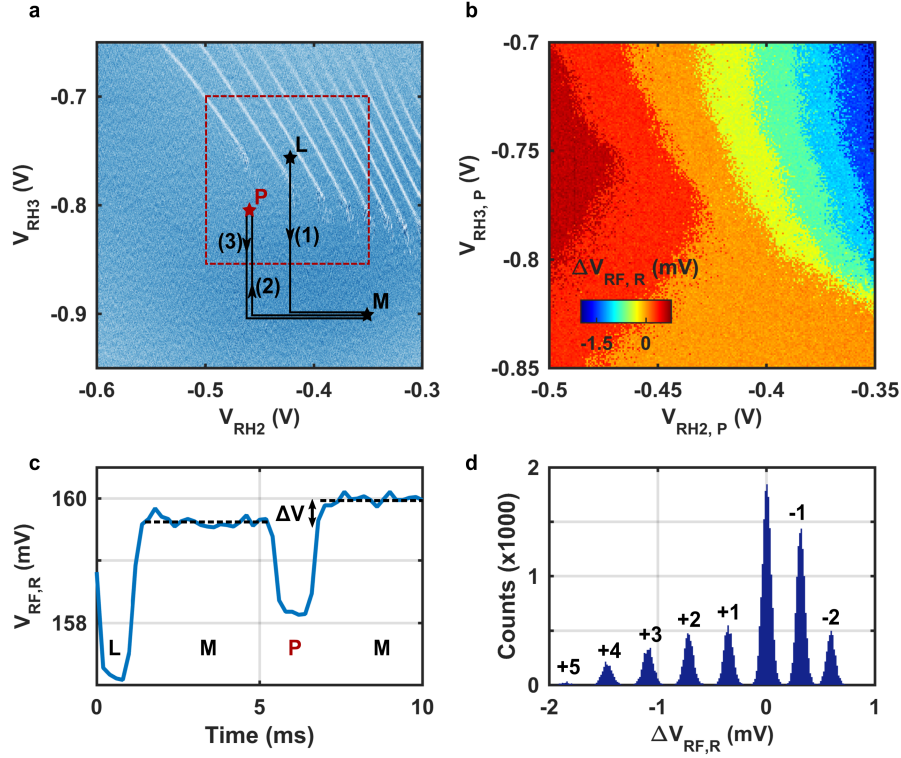 a
V_RH3 (V)
-0.7
-0.8
-0.9
L
P
(1)
(3)
(2)
M
-0.6
-0.5
-0.4
-0.3
V_RH2 (V)
b
V_RH3, P (V)
-0.7
-0.75
-0.8
-0.85
ΔV_RF, R (mV)
-1.5
0
-0.5
-0.45
-0.4
-0.35
V_RH2, P (V)
c
V_RF,R (mV)
160
158
ΔV
L
M
P
M
0
5
10
Time (ms)
d
Counts (x1000)
2
1
0
+5
+4
+3
+2
+1
-1
-2
-2
-1
0
1
ΔV_RF,R (mV)